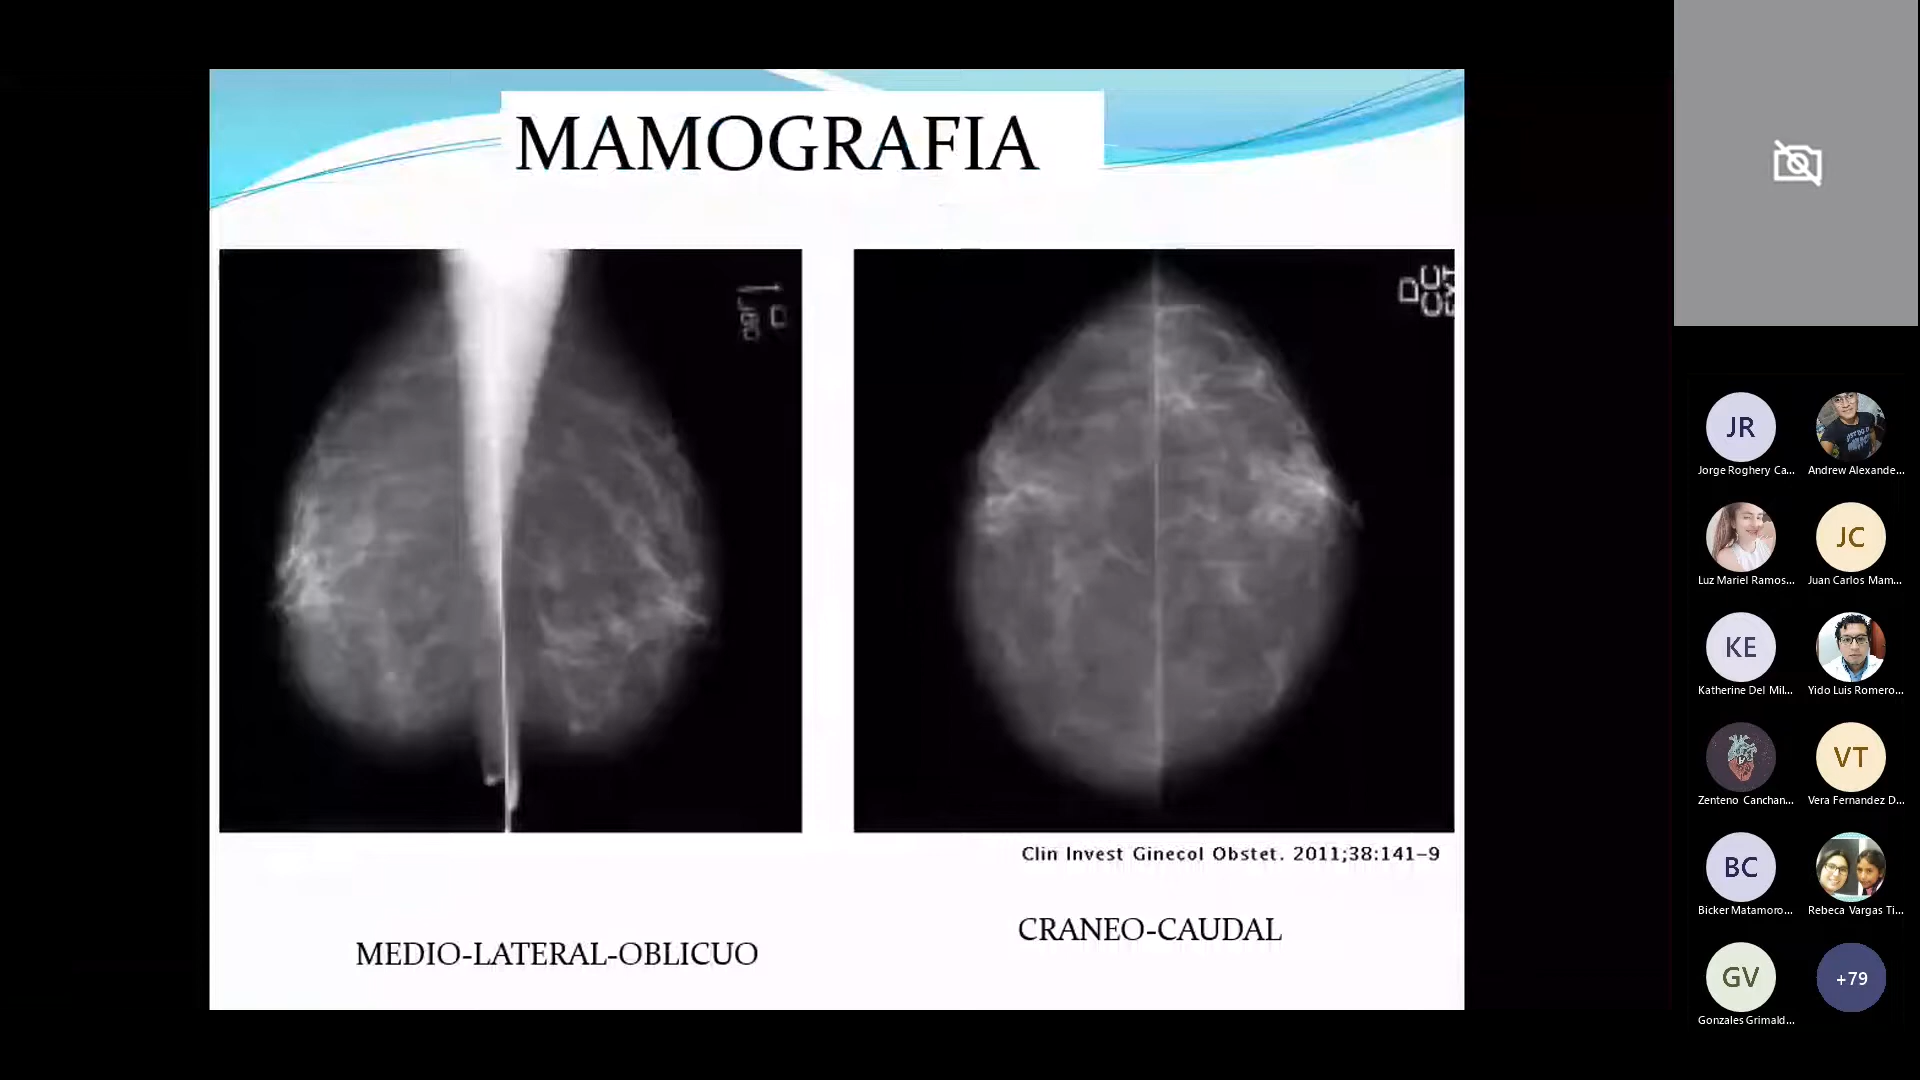 MAMOGRAFIA
D
D
CC
Clin Invest Ginecol Obstet. 2011;38:141–9
MEDIO-LATERAL-OBLICUO
CRANEO-CAUDAL
JR
Jorge Roghery Ca...
Andrew Alexande...
Luz Mariel Ramos...
JC
Juan Carlos Mam...
KE
Katherine Del Mil...
Yido Luis Romero...
Zenteno Canchan...
VT
Vera Fernandez D...
BC
Bicker Matamoro...
Rebeca Vargas Ti...
GV
Gonzales Grimald...
+79